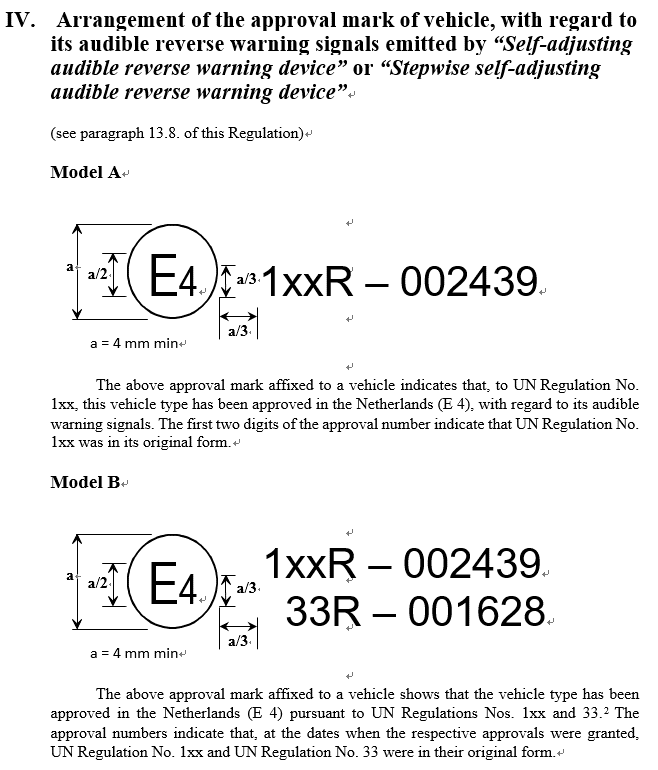 IV. Arrangement of the approval mark of vehicle, with regard to
its audible reverse warning signals emitted by “Self-adjusting
audible reverse warning device” or “Stepwise self-adjusting
audible reverse warning device”
(see paragraph 13.8. of this Regulation)
Model A
a a/2 E4 a/3 1xxR – 002439
a/3
a = 4 mm min
The above approval mark affixed to a vehicle indicates that, to UN Regulation No.
1xx, this vehicle type has been approved in the Netherlands (E 4), with regard to its audible
warning signals. The first two digits of the approval number indicate that UN Regulation No.
1xx was in its original form.
Model B
1xxR – 002439
a a/2 E4 a/3
33R – 001628
a/3
a = 4 mm min
The above approval mark affixed to a vehicle shows that the vehicle type has been
approved in the Netherlands (E 4) pursuant to UN Regulations Nos. 1xx and 33.² The
approval numbers indicate that, at the dates when the respective approvals were granted,
UN Regulation No. 1xx and UN Regulation No. 33 were in their original form.